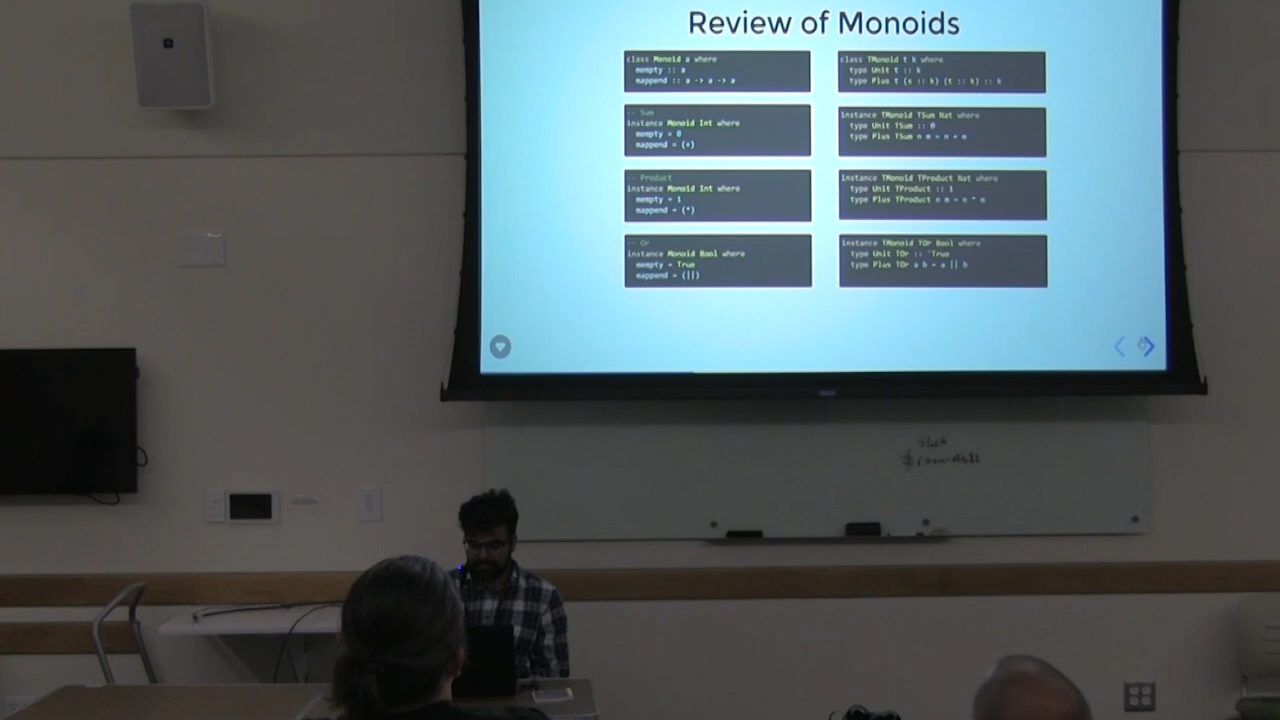 Review of Monoids
class Monoid a where
mempty :: a
mappend :: a -> a -> a
-- Sum
instance Monoid Int where
mempty = 0
mappend = (+)
-- Product
instance Monoid Int where
mempty = 1
mappend = (*)
-- Or
instance Monoid Bool where
mempty = True
mappend = (||)
class TMonoid t k where
type Unit t :: k
type Plus t (s :: k) (t :: k) :: k
instance TMonoid TSum Nat where
type Unit TSum :: 0
type Plus TSum n m = n + m
instance TMonoid TProduct Nat where
type Unit TProduct :: 1
type Plus TProduct n m = n * m
instance TMonoid TOr Bool where
type Unit TOr :: 'True
type Plus TOr a b = a || b